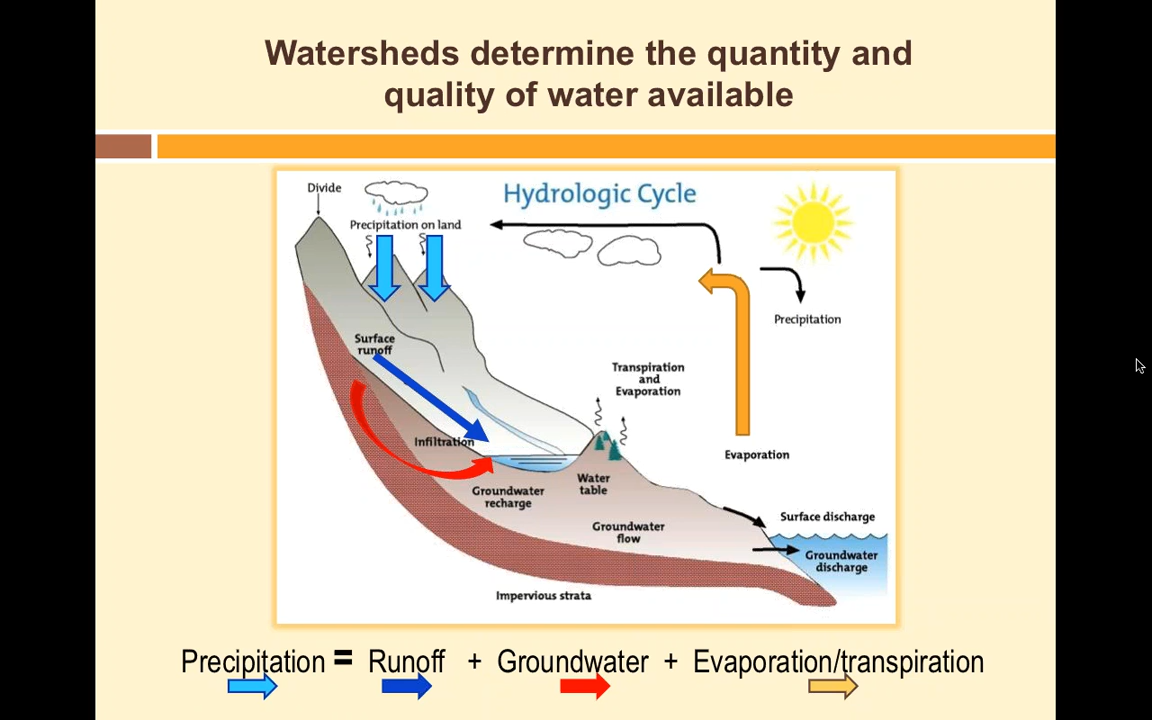 Watersheds determine the quantity and
quality of water available
Divide
Hydrologic Cycle
Precipitation on land
Precipitation
Surface
runoff
Transpiration
and
Evaporation
Infiltration
Evaporation
Water
table
Groundwater
recharge
Surface discharge
Groundwater
flow
Groundwater
discharge
Impervious strata
Precipitation = Runoff + Groundwater + Evaporation/transpiration